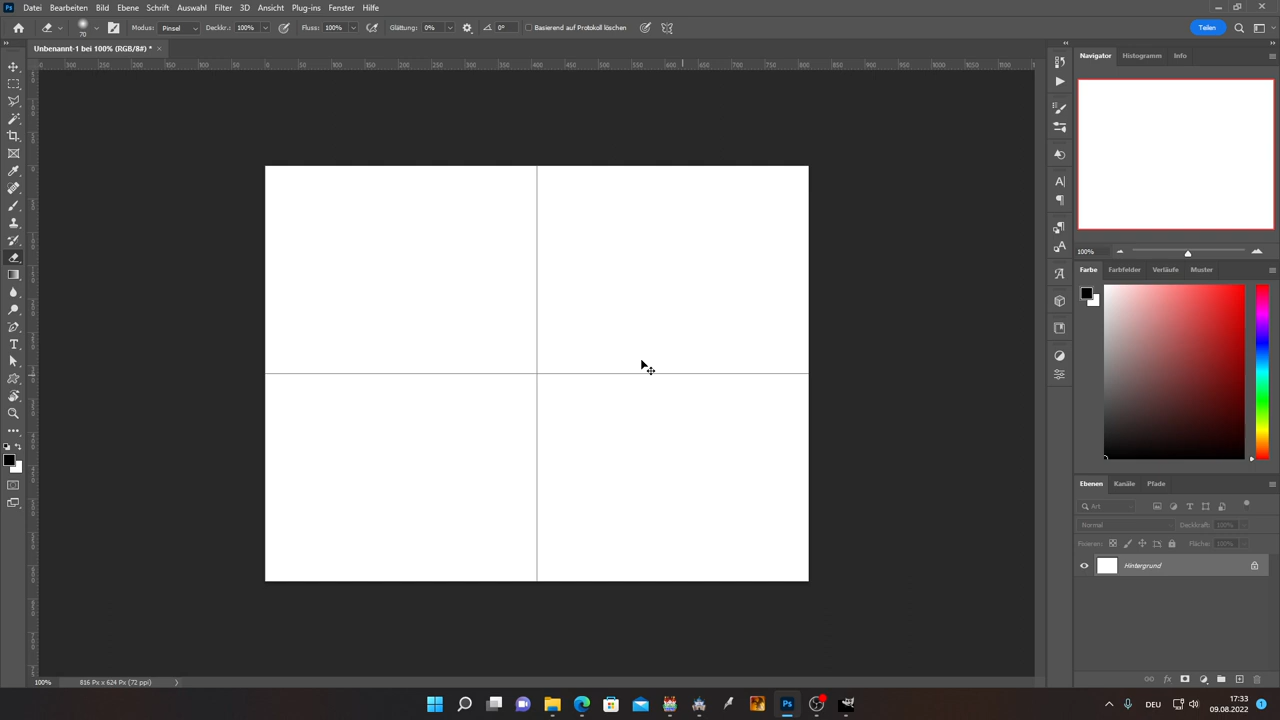 Ps Datei Bearbeiten Bild Ebene Schrift Auswahl Filter 3D Ansicht Plug-ins Fenster Hilfe
70 Modus: Pinsel Deckkr.: 100% Fluss: 100% Glättung: 0% 0° Basierend auf Protokoll löschen Teilen
Unbenannt-1 bei 100% (RGB/8#) *
Navigator Histogramm Info
100%
Farbe Farbfelder Verläufe Muster
Ebenen Kanäle Pfade
Art
Normal Deckkraft: 100%
Fixieren: Fläche: 100%
Hintergrund
100% 816 Px x 624 Px (72 ppi)
DEU 17:33
09.08.2022